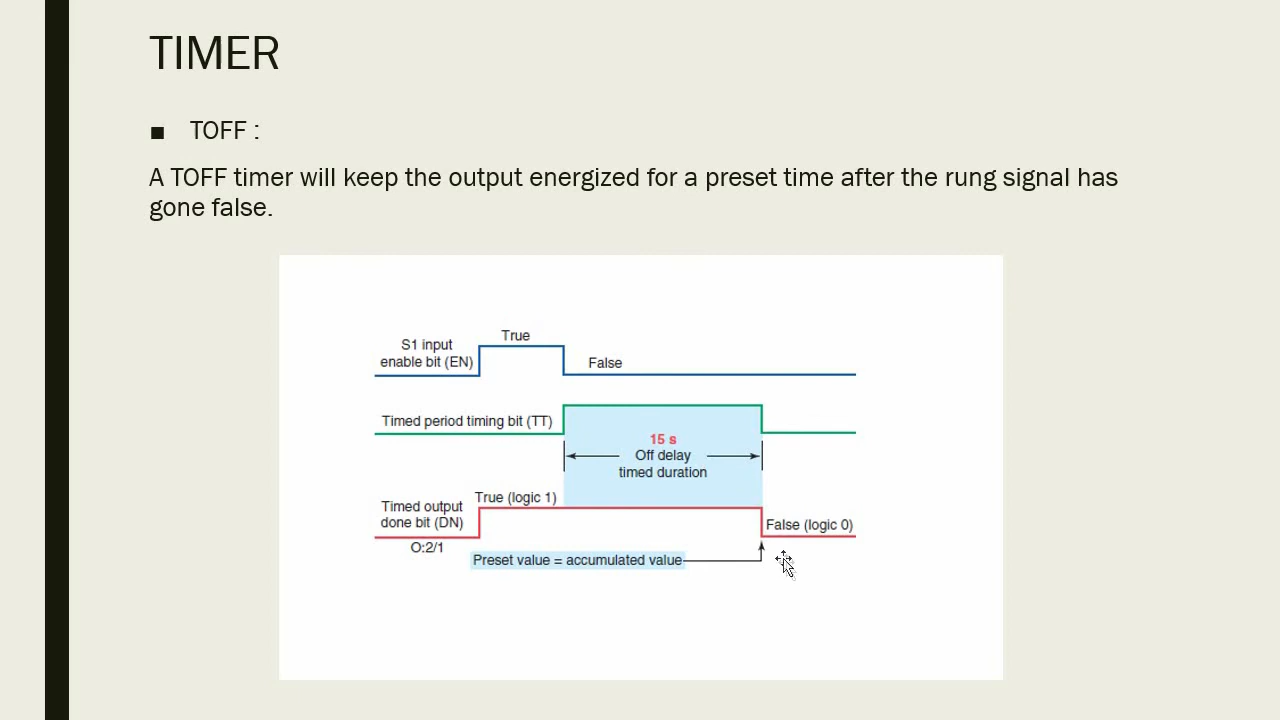 TIMER
■ TOFF :
A TOFF timer will keep the output energized for a preset time after the rung signal has
gone false.
True
S1 input
enable bit (EN)
False
Timed period timing bit (TT)
15 s
Off delay
timed duration
True (logic 1)
Timed output
done bit (DN)
False (logic 0)
O:2/1
Preset value = accumulated value